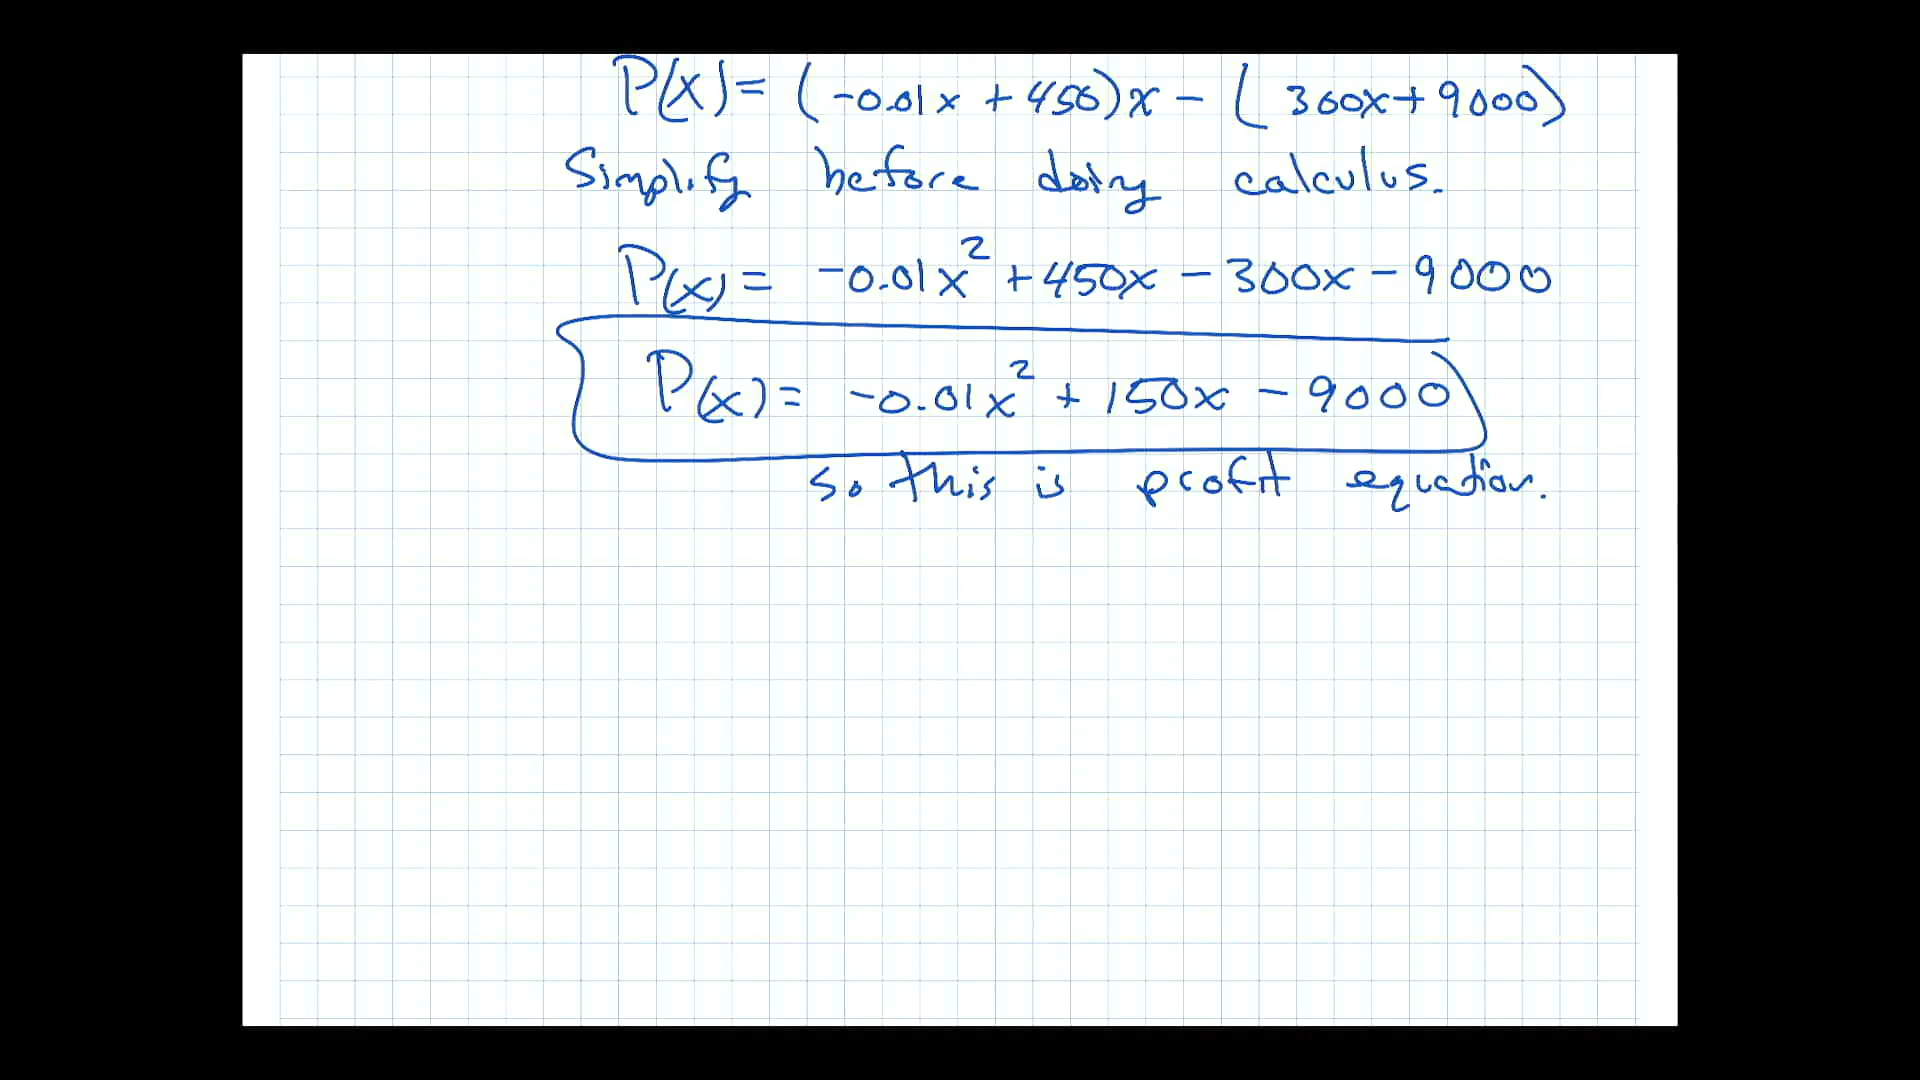 P(x) = (-0.01x + 450)x - (300x + 9000)
Simplify before doing calculus.
P(x) = -0.01x² + 450x - 300x - 9000
P(x) = -0.01x² + 150x - 9000
so this is profit equation.